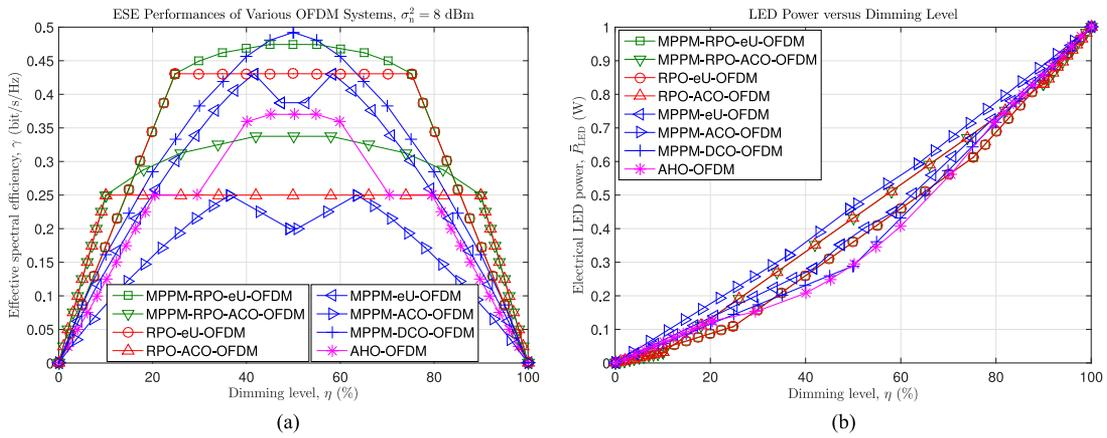 ESE Performances of Various OFDM Systems, σ_n^2 = 8 dBm
Effective spectral efficiency, γ (bit/s/Hz)
0.5
0.45
0.4
0.35
0.3
0.25
0.2
0.15
0.1
0.05
0
MPPM-RPO-eU-OFDM
MPPM-RPO-ACO-OFDM
RPO-eU-OFDM
RPO-ACO-OFDM
MPPM-eU-OFDM
MPPM-ACO-OFDM
MPPM-DCO-OFDM
AHO-OFDM
0 20 40 60 80 100
Dimming level, η (%)
(a)
LED Power versus Dimming Level
Electrical LED power, P̄_LED (W)
1
0.9
0.8
0.7
0.6
0.5
0.4
0.3
0.2
0.1
0
MPPM-RPO-eU-OFDM
MPPM-RPO-ACO-OFDM
RPO-eU-OFDM
RPO-ACO-OFDM
MPPM-eU-OFDM
MPPM-ACO-OFDM
MPPM-DCO-OFDM
AHO-OFDM
0 20 40 60 80 100
Dimming level, η (%)
(b)